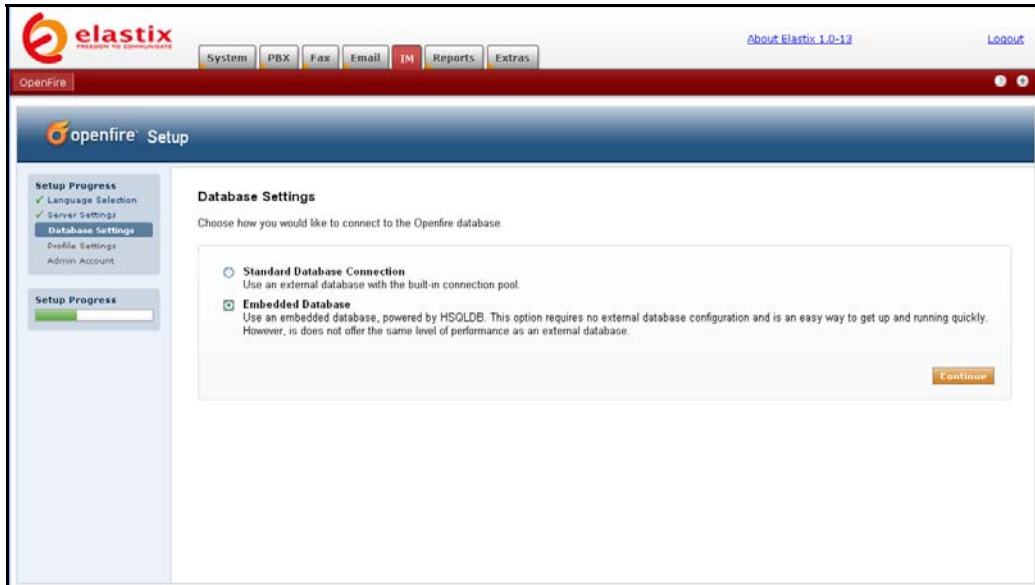 elastix
FREEDOM TO COMMUNICATE
About Elastix 1.0-13
Logout
System
PBX
Fax
Email
IM
Reports
Extras
OpenFire
openfire Setup
Setup Progress
Language Selection
Server Settings
Database Settings
Profile Settings
Admin Account
Setup Progress
Database Settings
Choose how you would like to connect to the Openfire database.
Standard Database Connection
Use an external database with the built-in connection pool.
Embedded Database
Use an embedded database, powered by HSQLDB. This option requires no external database configuration and is an easy way to get up and running quickly.
However, is does not offer the same level of performance as an external database.
Continue